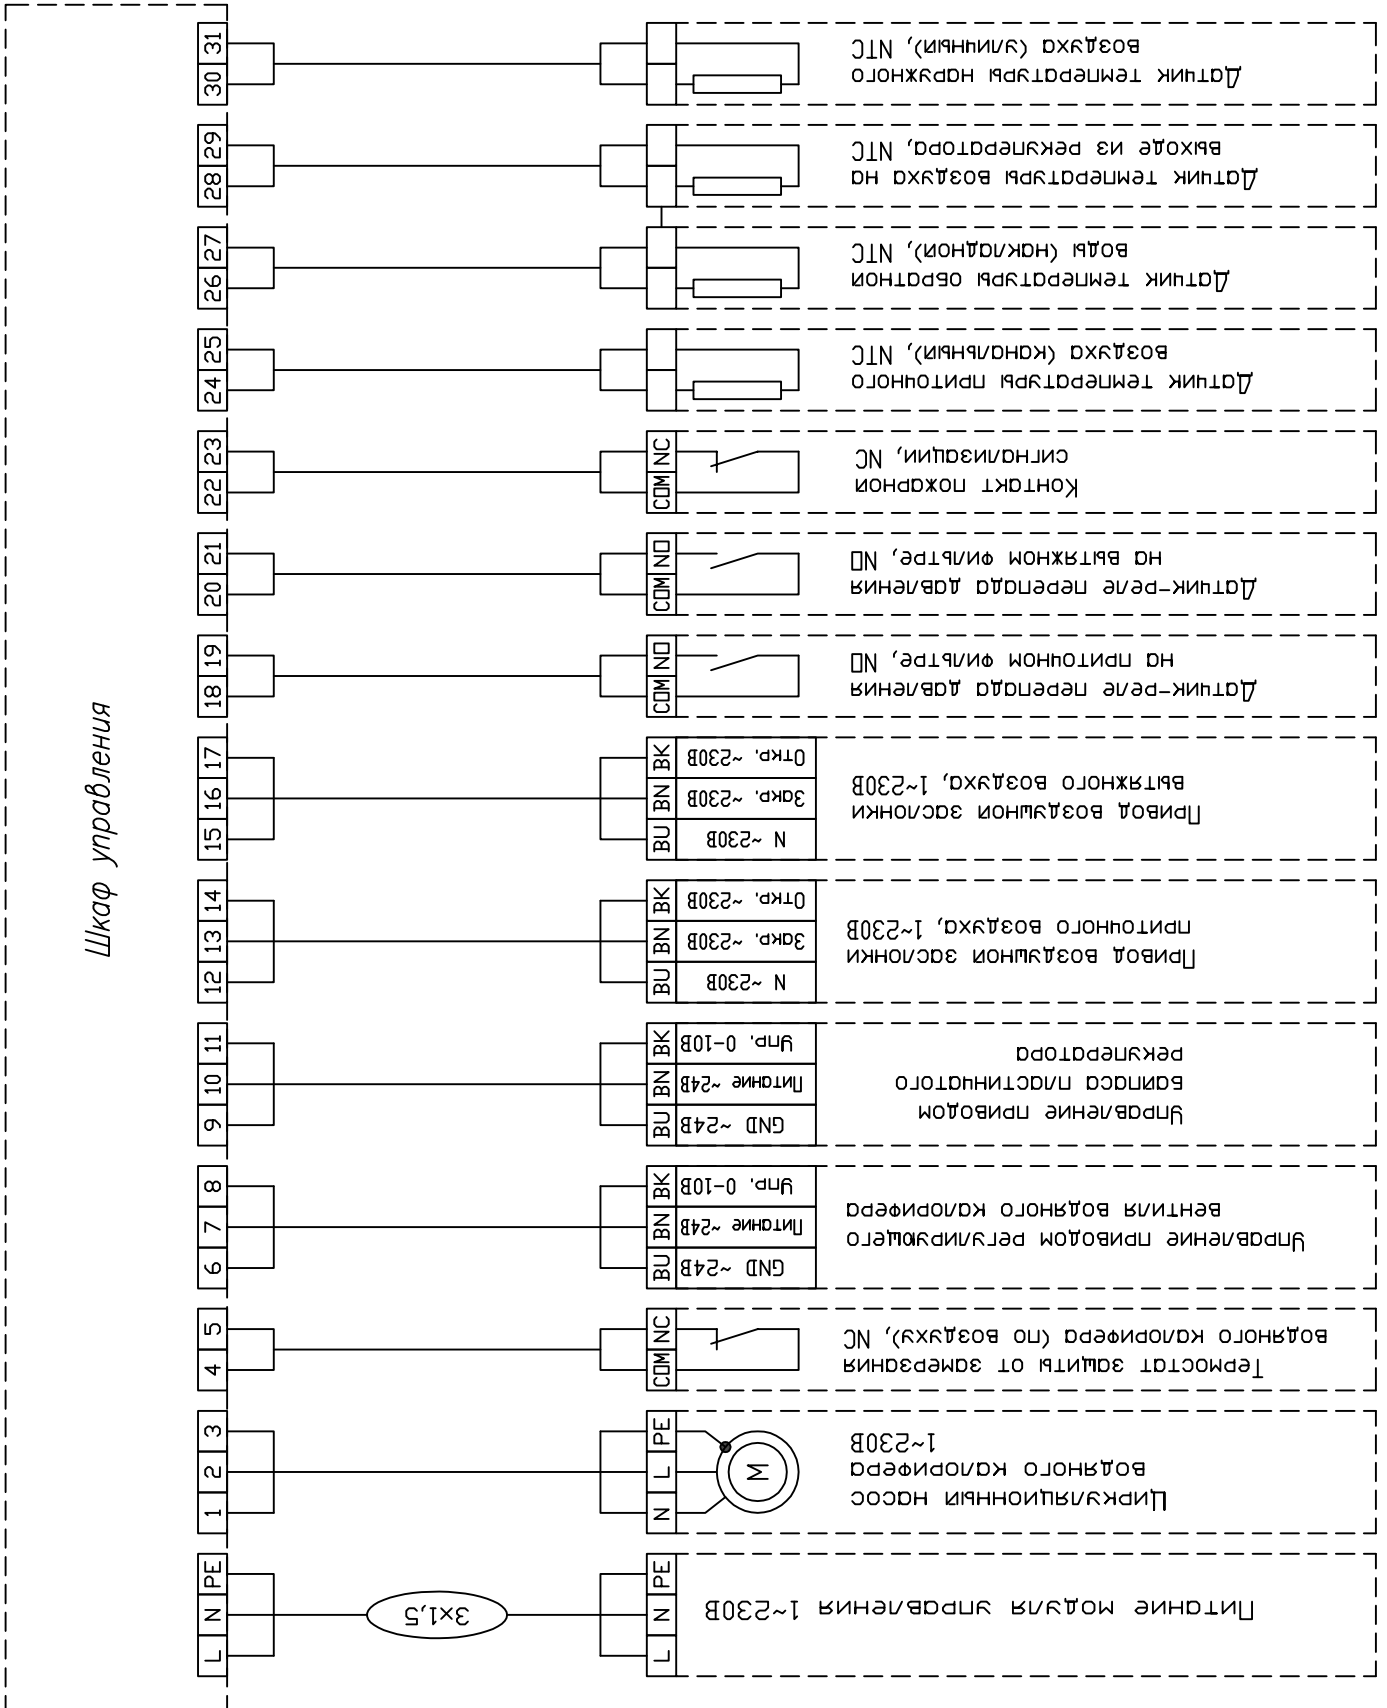 Шкаф управления
31
30
NTC
Датчик температуры наружного
воздуха (уличный), NTC
29
28
Датчик температуры воздуха на
выходе из рекуператора, NTC
27
26
Датчик температуры обратной
воды (накладной), NTC
25
24
Датчик температуры приточного
воздуха (канальный), NTC
23
22
NC
COM
Контакт пожарной
сигнализации, NC
21
20
NO
COM
Датчик-реле перепада давления
на вытяжном фильтре, NO
19
18
NO
COM
Датчик-реле перепада давления
на приточном фильтре, NO
17
16
15
BK
BN
BU
Откр. ~230В
Закр. ~230В
N ~230В
Привод воздушной заслонки
вытяжного воздуха, 1~230В
14
13
12
BK
BN
BU
Откр. ~230В
Закр. ~230В
N ~230В
Привод воздушной заслонки
приточного воздуха, 1~230В
11
10
9
BK
BN
BU
Упр. 0-10В
Питание ~24В
GND ~24В
Управление приводом
байпаса пластинчатого
рекуператора
8
7
6
BK
BN
BU
Упр. 0-10В
Питание ~24В
GND ~24В
Управление приводом регулирующего
вентиля водяного калорифера
5
4
NC
COM
Термостат защиты от замерзания
водяного калорифера (по воздуху), NC
3
2
1
PE
L
N
M
Циркуляционный насос
водяного калорифера
1~230В
PE
N
L
3x1,5
PE
N
L
Питание модуля управления 1~230В